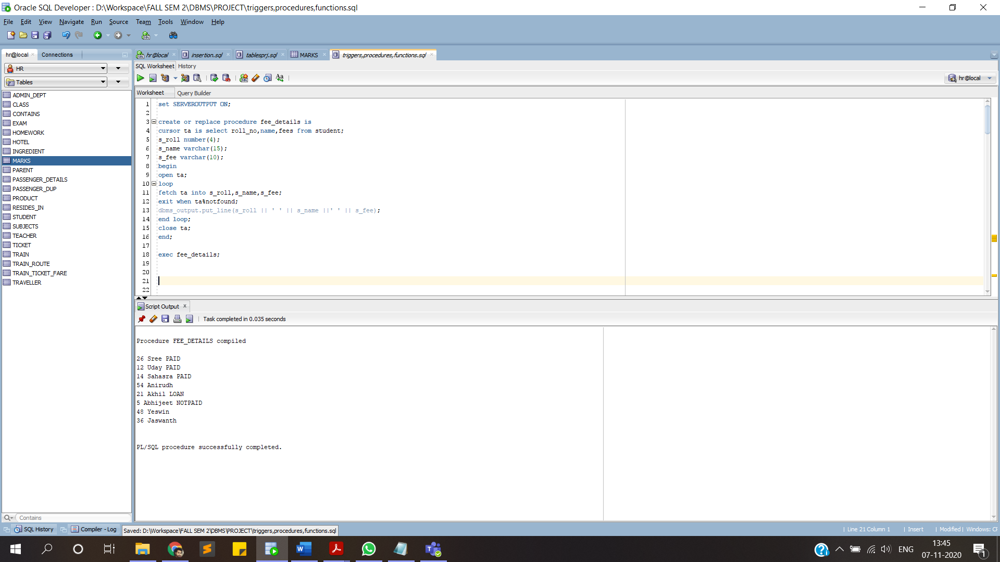 Oracle SQL Developer : D:\Workspace\FALL SEM 2\DBMS\PROJECT\triggers,procedures,functions.sql
File Edit View Navigate Run Source Team Tools Window Help
hr@local Connections
hr@local insertion.sql tablesprj.sql MARKS triggers,procedures,functions.sql
SQL Worksheet History
HR
Tables
hr@local
Worksheet Query Builder
ADMIN_DEPT
CLASS
CONTAINS
EXAM
HOMEWORK
HOTEL
INGREDIENT
MARKS
PARENT
PASSENGER_DETAILS
PASSENGER_DUP
PRODUCT
RESIDES_IN
STUDENT
SUBJECTS
TEACHER
TICKET
TRAIN
TRAIN_ROUTE
TRAIN_TICKET_FARE
TRAVELLER
Contains
1 set SERVEROUTPUT ON;
2
3 create or replace procedure fee_details is
4 cursor ta is select roll_no,name,fees from student;
5 s_roll number(4);
6 s_name varchar(15);
7 s_fee varchar(10);
8 begin
9 open ta;
10 loop
11 fetch ta into s_roll,s_name,s_fee;
12 exit when ta%notfound;
13 dbms_output.put_line(s_roll || ' ' || s_name ||' ' || s_fee);
14 end loop;
15 close ta;
16 end;
17
18 exec fee_details;
19
20
21
22
Script Output x
Task completed in 0.035 seconds
Procedure FEE_DETAILS compiled
26 Sree PAID
12 Uday PAID
14 Sahasra PAID
54 Anirudh
21 Akhil LOAN
5 Abhijeet NOTPAID
48 Yeswin
36 Jaswanth
PL/SQL procedure successfully completed.
SQL History Compiler - Log Saved: D:\Workspace\FALL SEM 2\DBMS\PROJECT\triggers,procedures,functions.sql
| Line 21 Column 1 | Insert | Modified | Windows: CF
ENG
13:45
07-11-2020
1